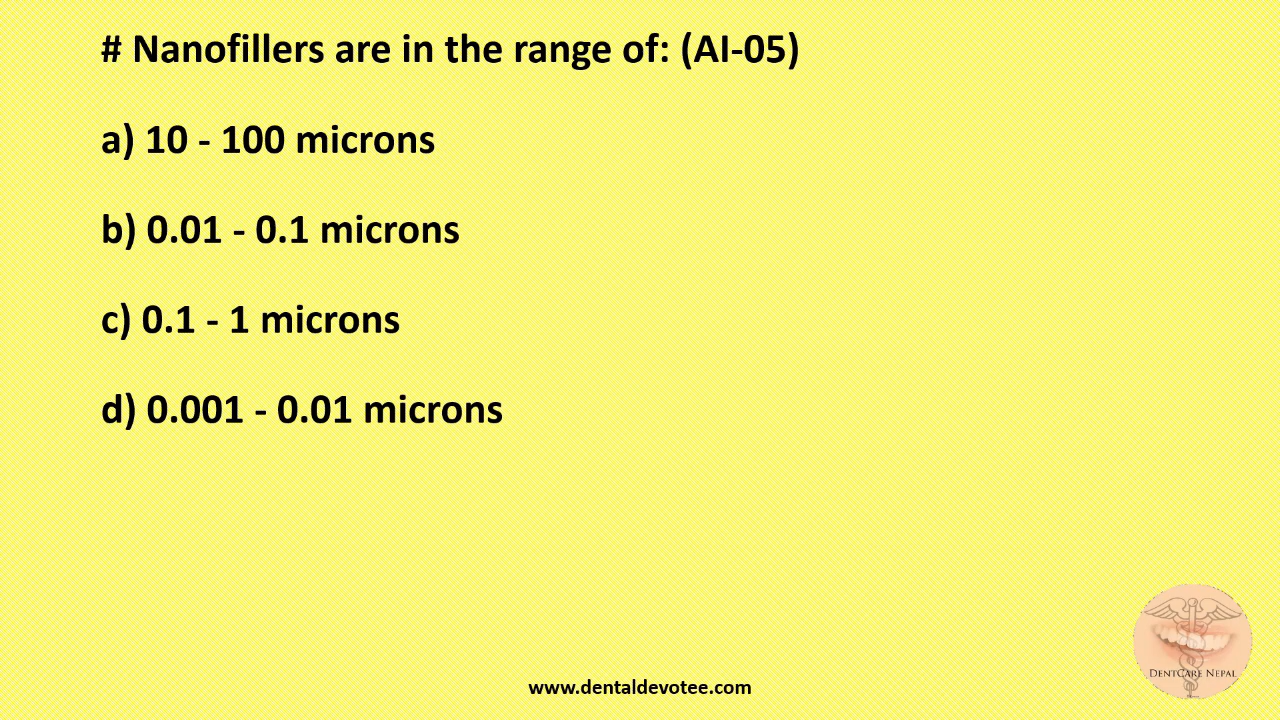 # Nanofillers are in the range of: (AI-05)
a) 10 - 100 microns
b) 0.01 - 0.1 microns
c) 0.1 - 1 microns
d) 0.001 - 0.01 microns
DentCare Nepal
www.dentaldevotee.com